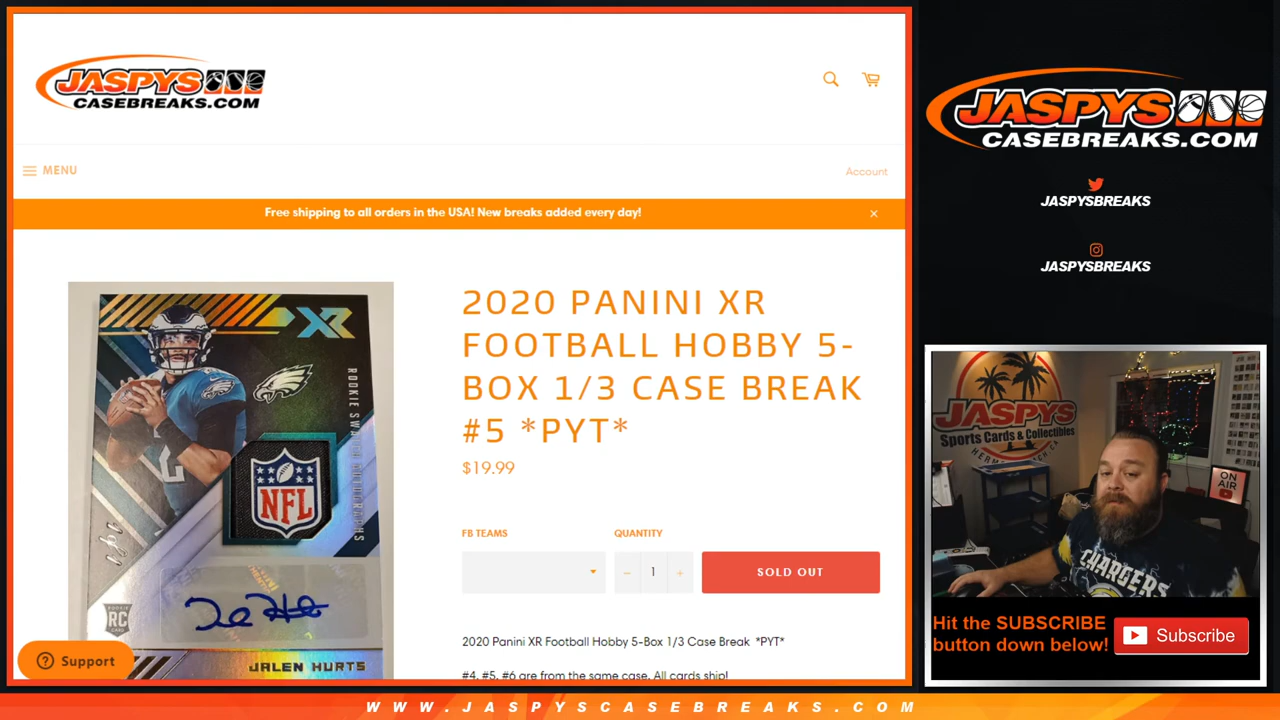 JASPYS
CASEBREAKS.COM
MENU
Account
Free shipping to all orders in the USA! New breaks added every day!
XR
ROOKIE SWATCH AUTOGRAPHS
NFL
1 of 1
RC
JALEN HURTS
Support
2020 PANINI XR
FOOTBALL HOBBY 5-
BOX 1/3 CASE BREAK
#5 *PYT*
$19.99
FB TEAMS
QUANTITY
1
SOLD OUT
2020 Panini XR Football Hobby 5-Box 1/3 Case Break *PYT*
#4, #5, #6 are from the same case. All cards ship!
JASPYS
CASEBREAKS.COM
JASPYSBREAKS
JASPYSBREAKS
JASPYS
Sports Cards & Collectibles
ON AIR
CHARGERS
Hit the SUBSCRIBE
button down below!
Subscribe
WWW.JASPYSCASEBREAKS.COM